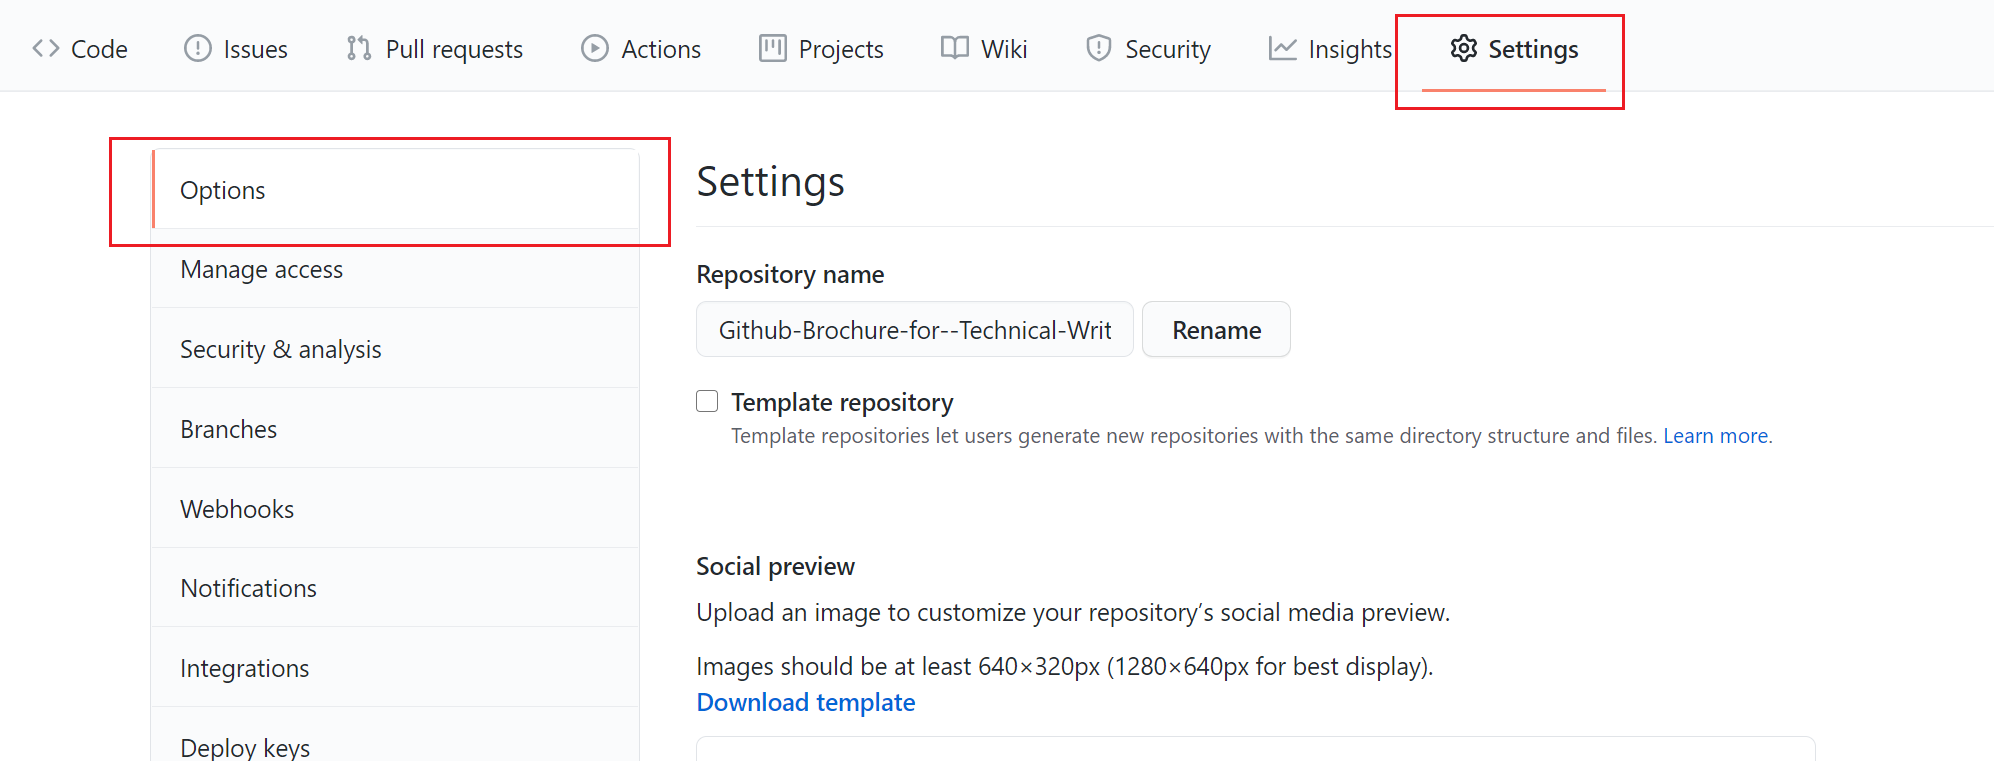 Code Issues Pull requests Actions Projects Wiki Security Insights Settings
Options
Manage access
Security & analysis
Branches
Webhooks
Notifications
Integrations
Deploy keys
Settings
Repository name
Github-Brochure-for--Technical-Writ Rename
Template repository
Template repositories let users generate new repositories with the same directory structure and files. Learn more.
Social preview
Upload an image to customize your repository’s social media preview.
Images should be at least 640×320px (1280×640px for best display).
Download template